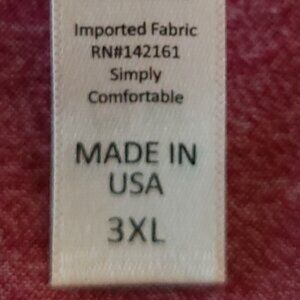 Imported Fabric
RN#142161
Simply
Comfortable
MADE IN
USA
3XL